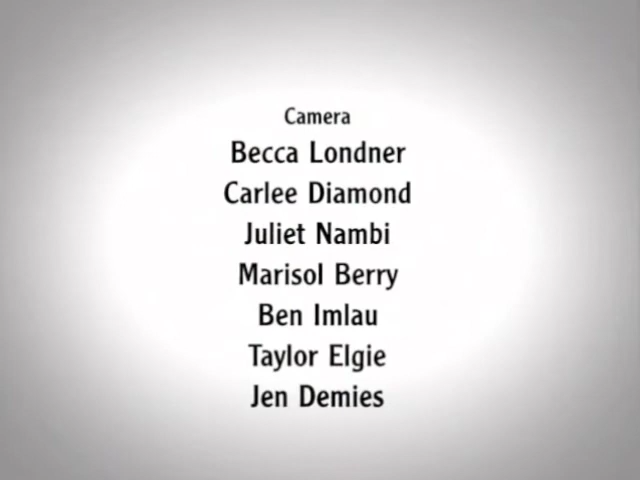 Camera
Becca Londner
Carlee Diamond
Juliet Nambi
Marisol Berry
Ben Imlau
Taylor Elgie
Jen Demies